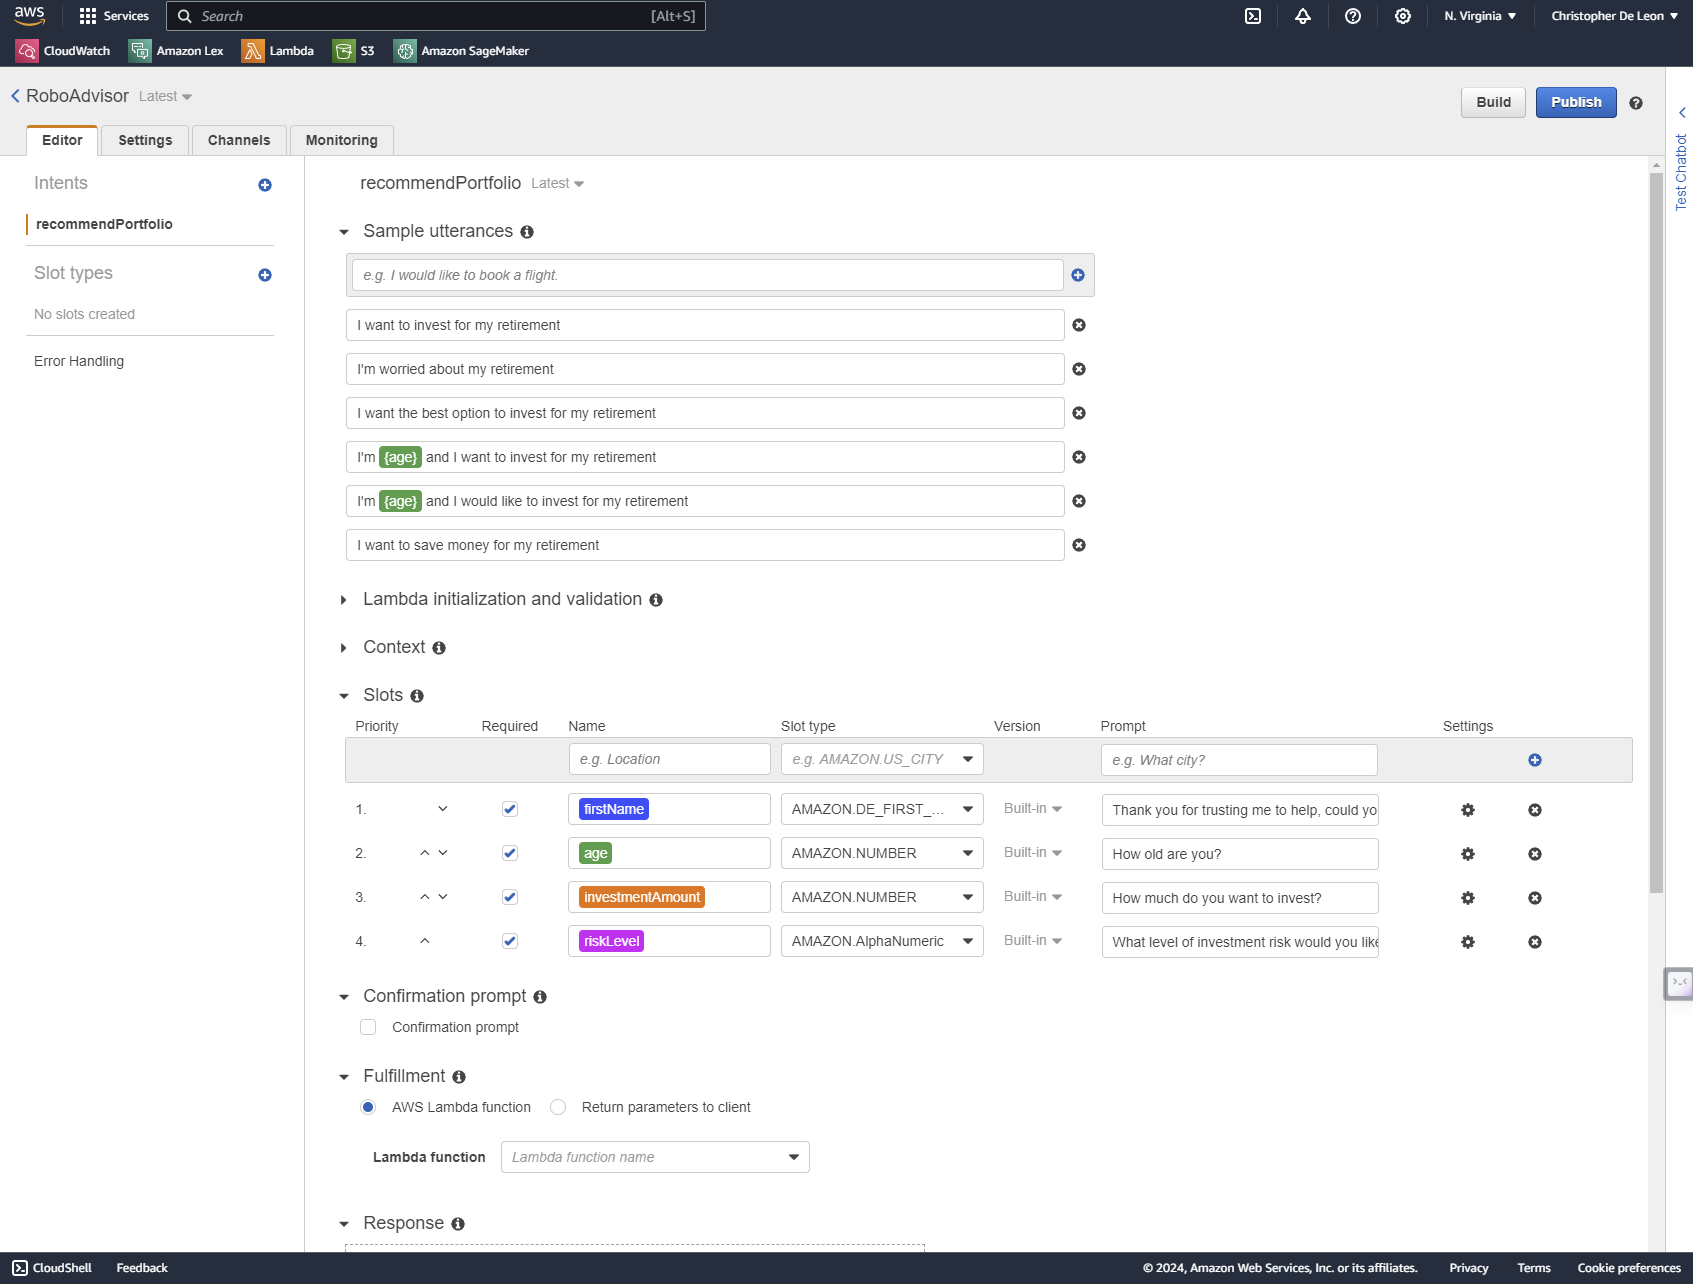 aws
Services
Search
[Alt+S]
N. Virginia
Christopher De Leon
CloudWatch
Amazon Lex
Lambda
S3
Amazon SageMaker
RoboAdvisor Latest
Build
Publish
Editor
Settings
Channels
Monitoring
Test Chatbot
Intents
recommendPortfolio
Slot types
No slots created
Error Handling
recommendPortfolio Latest
Sample utterances
e.g. I would like to book a flight.
I want to invest for my retirement
I'm worried about my retirement
I want the best option to invest for my retirement
I'm {age} and I want to invest for my retirement
I'm {age} and I would like to invest for my retirement
I want to save money for my retirement
Lambda initialization and validation
Context
Slots
Priority Required Name Slot type Version Prompt Settings
e.g. Location e.g. AMAZON.US_CITY e.g. What city?
1. firstName AMAZON.DE_FIRST_... Built-in Thank you for trusting me to help, could yo
2. age AMAZON.NUMBER Built-in How old are you?
3. investmentAmount AMAZON.NUMBER Built-in How much do you want to invest?
4. riskLevel AMAZON.AlphaNumeric Built-in What level of investment risk would you like
Confirmation prompt
Confirmation prompt
Fulfillment
AWS Lambda function Return parameters to client
Lambda function Lambda function name
Response
CloudShell Feedback © 2024, Amazon Web Services, Inc. or its affiliates. Privacy Terms Cookie preferences